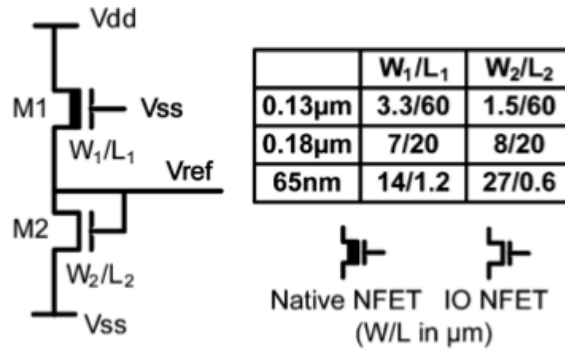 Vdd
M1
Vss
W₁/L₁
Vref
M2
W₂/L₂
Vss
W₁/L₁ W₂/L₂
0.13µm 3.3/60 1.5/60
0.18µm 7/20 8/20
65nm 14/1.2 27/0.6
Native NFET IO NFET
(W/L in µm)